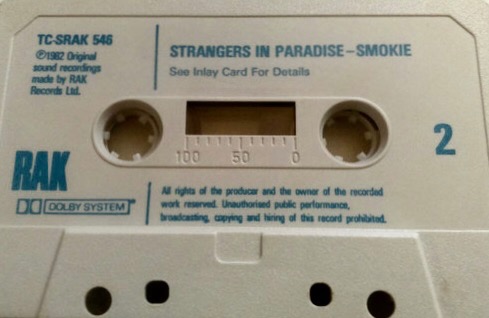 TC-SRAK 546
℗1982 Original
sound recordings
made by RAK
Records Ltd.
STRANGERS IN PARADISE–SMOKIE
See Inlay Card For Details
100 50 0
2
RAK
DOLBY SYSTEM
All rights of the producer and the owner of the recorded
work reserved. Unauthorised public performance,
broadcasting, copying and hiring of this record prohibited.